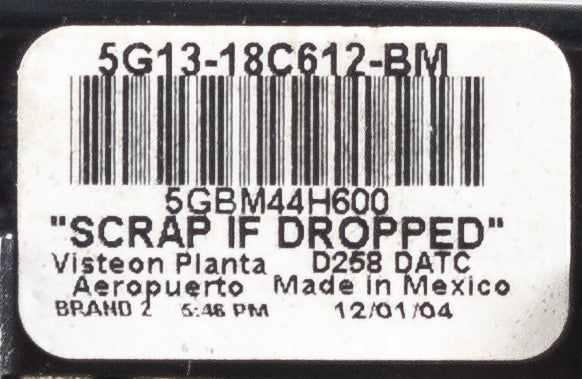 5G13-18C612-BM
5GBM44H600
"SCRAP IF DROPPED"
Visteon Planta D258 DATC
Aeropuerto Made in Mexico
BRAND 2 5:46 PM 12/01/04